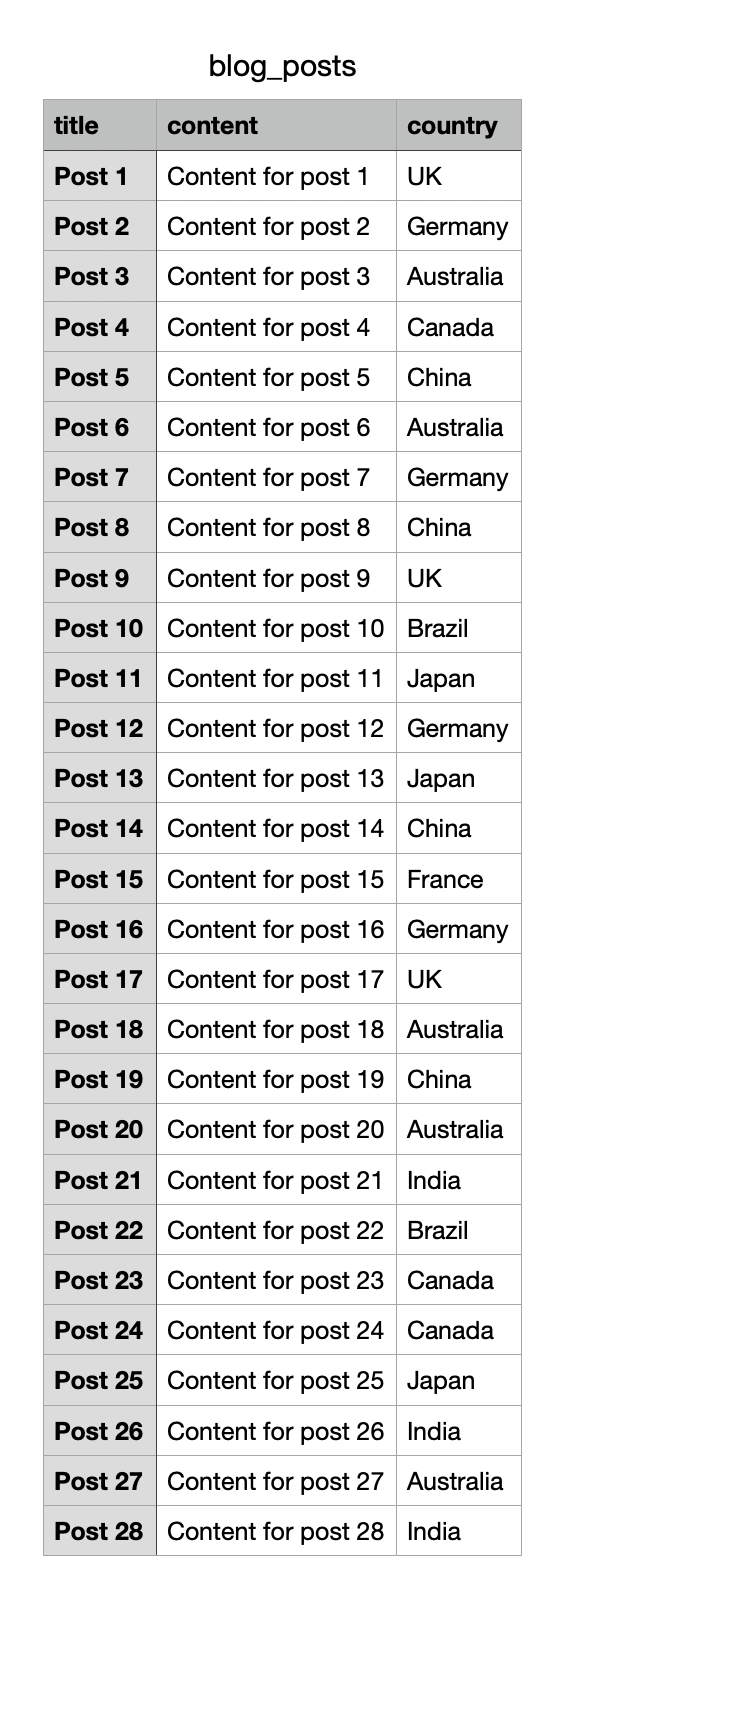 blog_posts
title content country
Post 1 Content for post 1 UK
Post 2 Content for post 2 Germany
Post 3 Content for post 3 Australia
Post 4 Content for post 4 Canada
Post 5 Content for post 5 China
Post 6 Content for post 6 Australia
Post 7 Content for post 7 Germany
Post 8 Content for post 8 China
Post 9 Content for post 9 UK
Post 10 Content for post 10 Brazil
Post 11 Content for post 11 Japan
Post 12 Content for post 12 Germany
Post 13 Content for post 13 Japan
Post 14 Content for post 14 China
Post 15 Content for post 15 France
Post 16 Content for post 16 Germany
Post 17 Content for post 17 UK
Post 18 Content for post 18 Australia
Post 19 Content for post 19 China
Post 20 Content for post 20 Australia
Post 21 Content for post 21 India
Post 22 Content for post 22 Brazil
Post 23 Content for post 23 Canada
Post 24 Content for post 24 Canada
Post 25 Content for post 25 Japan
Post 26 Content for post 26 India
Post 27 Content for post 27 Australia
Post 28 Content for post 28 India